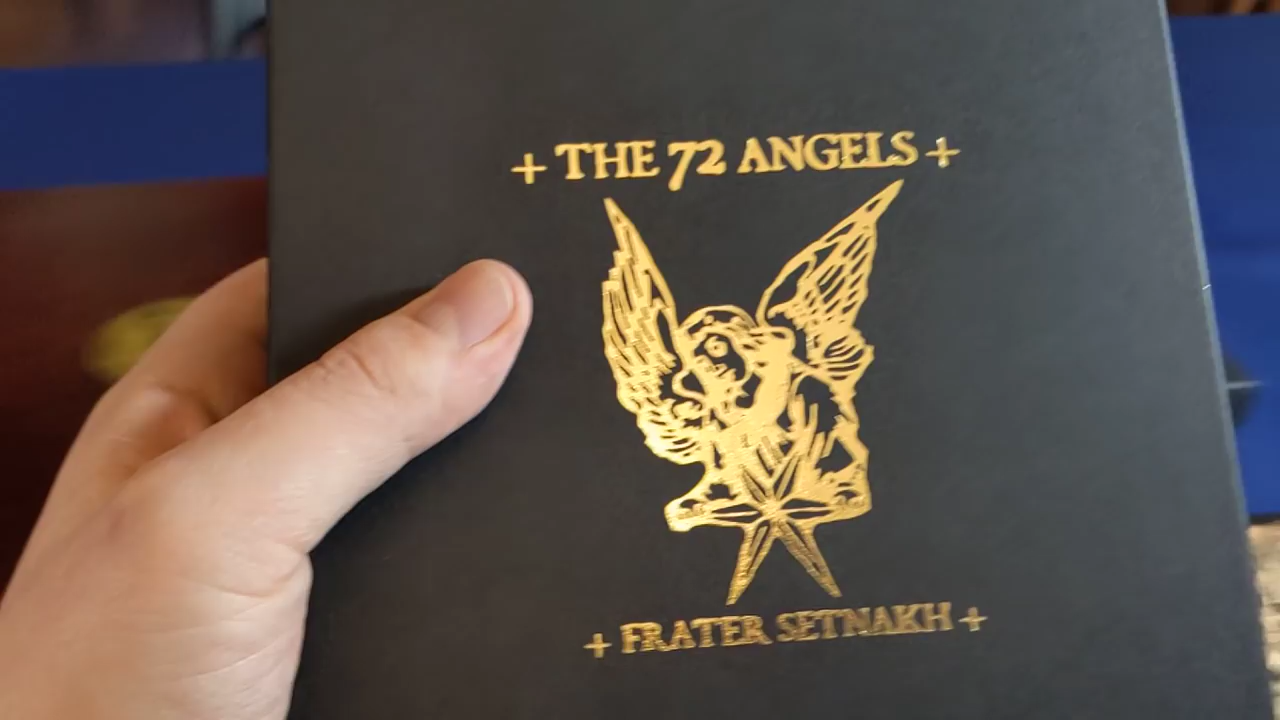 + THE 72 ANGELS +
+ FRATER SETNAKH +